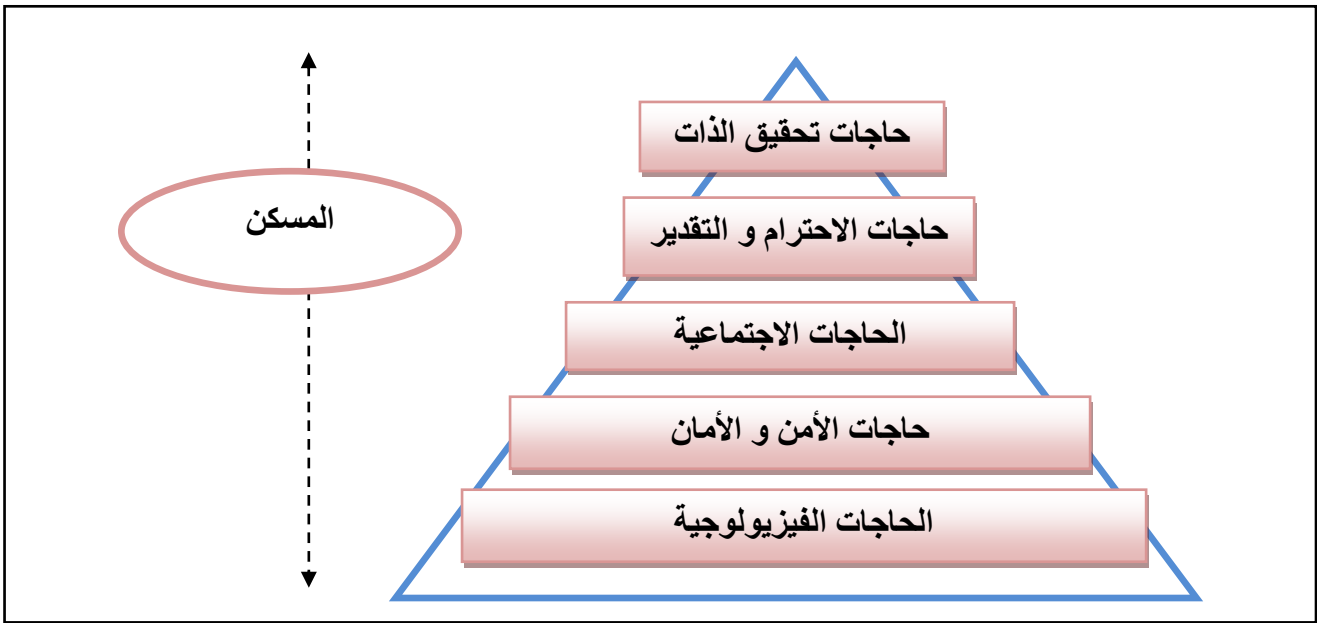 حاجات تحقيق الذات
حاجات الاحترام و التقدير
المسكن
الحاجات الاجتماعية
حاجات الأمن و الأمان
الحاجات الفيزيولوجية